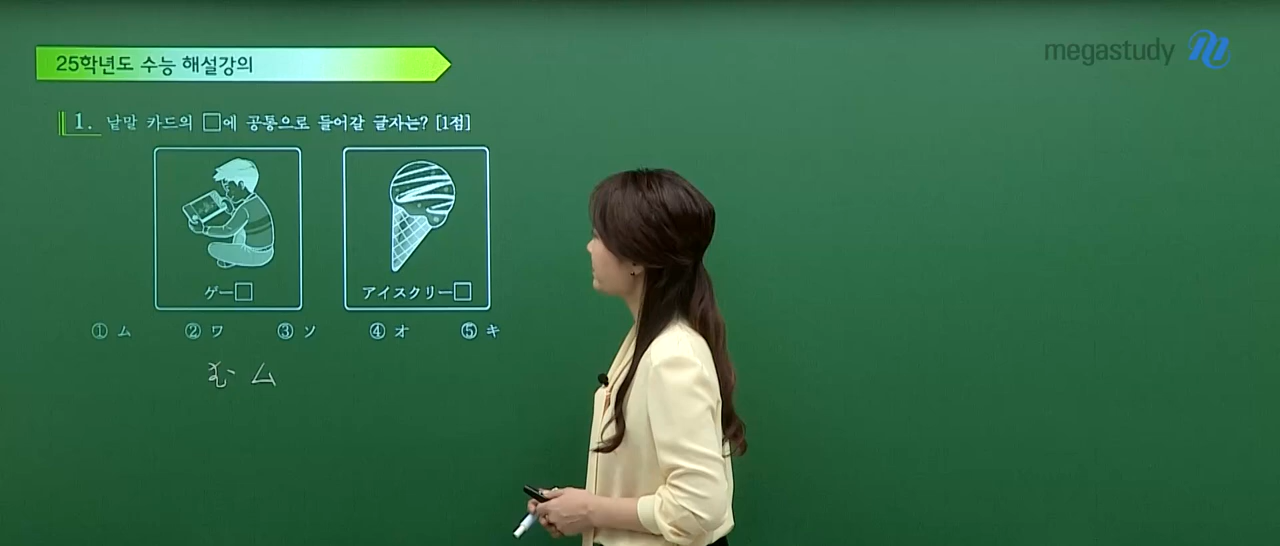 25학년도 수능 해설강의
megastudy
1. 낱말 카드의 □에 공통으로 들어갈 글자는? [1점]
ゲー□ アイスクリー□
① ム ② ワ ③ ソ ④ オ ⑤ キ
む ム